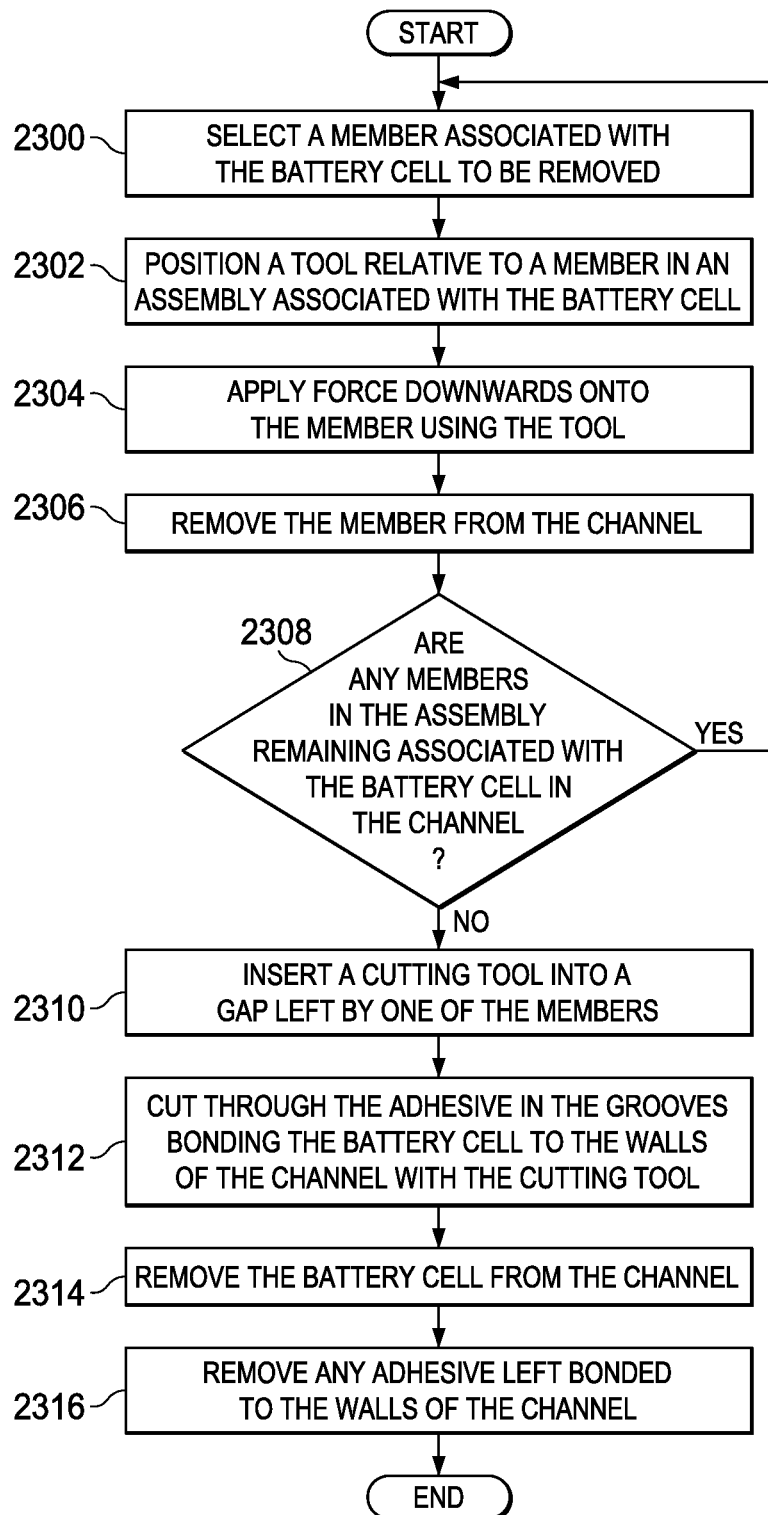 START
2300
SELECT A MEMBER ASSOCIATED WITH
THE BATTERY CELL TO BE REMOVED
2302
POSITION A TOOL RELATIVE TO A MEMBER IN AN
ASSEMBLY ASSOCIATED WITH THE BATTERY CELL
2304
APPLY FORCE DOWNWARDS ONTO
THE MEMBER USING THE TOOL
2306
REMOVE THE MEMBER FROM THE CHANNEL
2308
ARE
ANY MEMBERS
IN THE ASSEMBLY
REMAINING ASSOCIATED WITH
THE BATTERY CELL IN
THE CHANNEL
?
YES
NO
2310
INSERT A CUTTING TOOL INTO A
GAP LEFT BY ONE OF THE MEMBERS
2312
CUT THROUGH THE ADHESIVE IN THE GROOVES
BONDING THE BATTERY CELL TO THE WALLS
OF THE CHANNEL WITH THE CUTTING TOOL
2314
REMOVE THE BATTERY CELL FROM THE CHANNEL
2316
REMOVE ANY ADHESIVE LEFT BONDED
TO THE WALLS OF THE CHANNEL
END